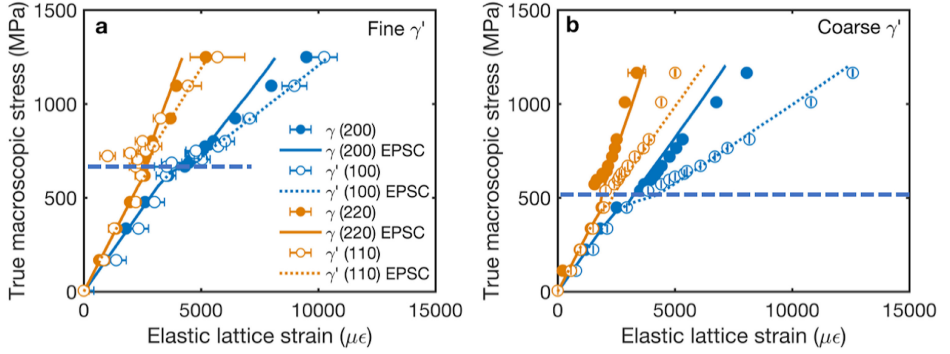 a
Fine γ'
True macroscopic stress (MPa)
1500
1000
500
0
γ (200)
γ (200) EPSC
γ' (100)
γ' (100) EPSC
γ (220)
γ (220) EPSC
γ' (110)
γ' (110) EPSC
0 5000 10000 15000
Elastic lattice strain (με)
b
Coarse γ'
True macroscopic stress (MPa)
1500
1000
500
0
0 5000 10000 15000
Elastic lattice strain (με)